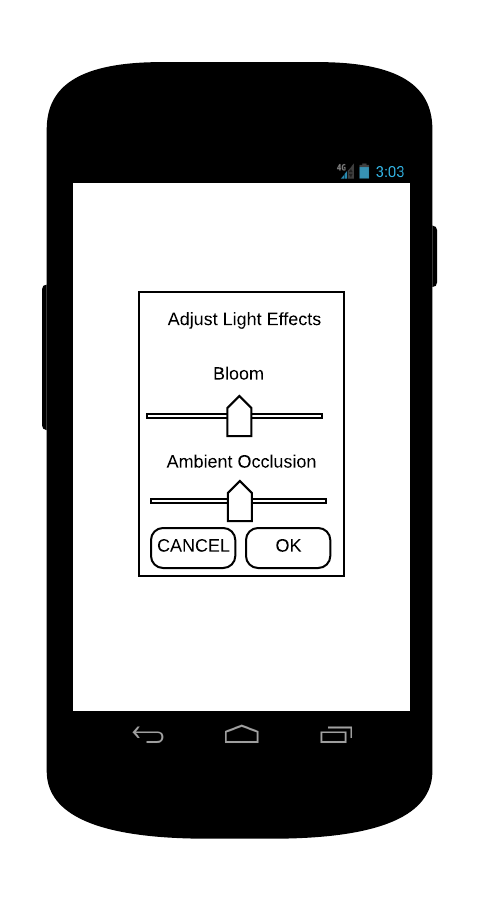 4G 3:03
Adjust Light Effects
Bloom
Ambient Occlusion
CANCEL OK